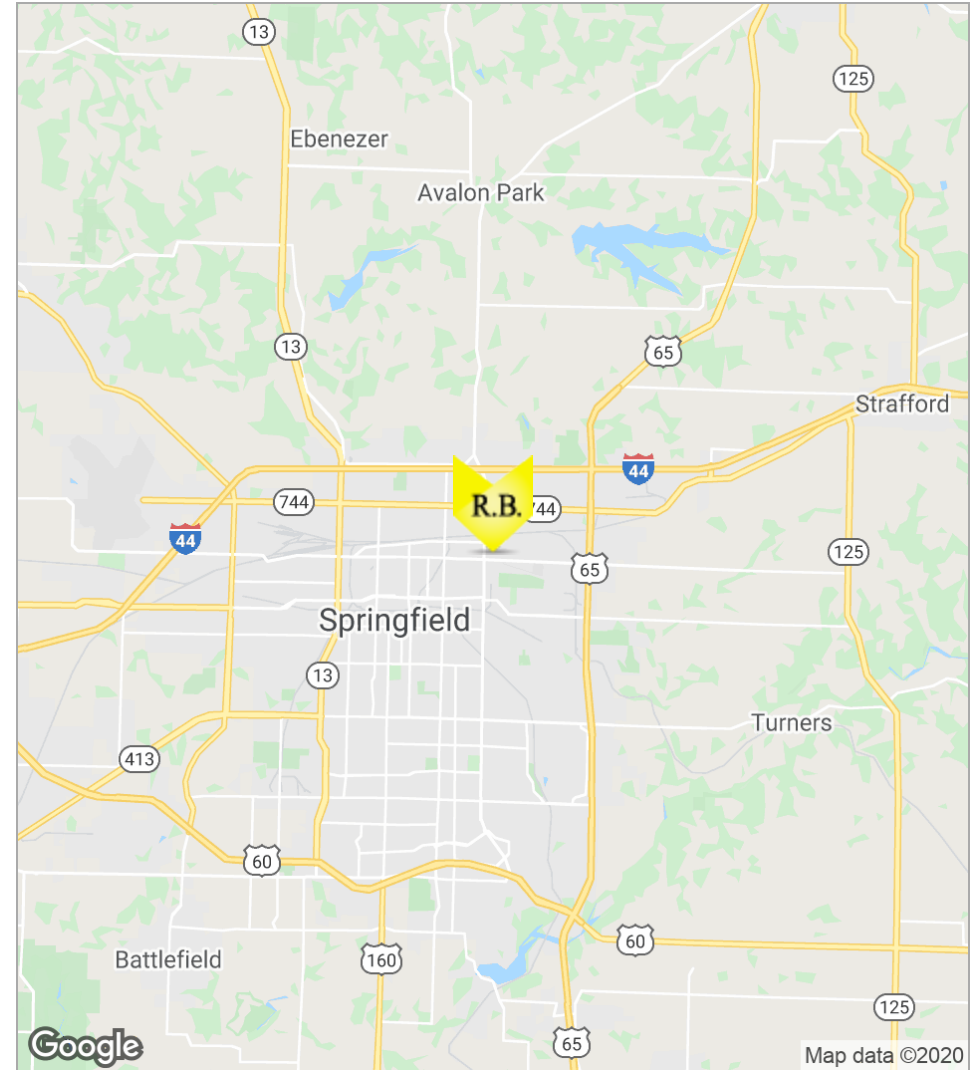 13
125
Ebenezer
Avalon Park
13
65
Strafford
44
R.B.
744
744
44
125
65
Springfield
13
Turners
413
60
60
Battlefield
160
125
65
Google
Map data ©2020